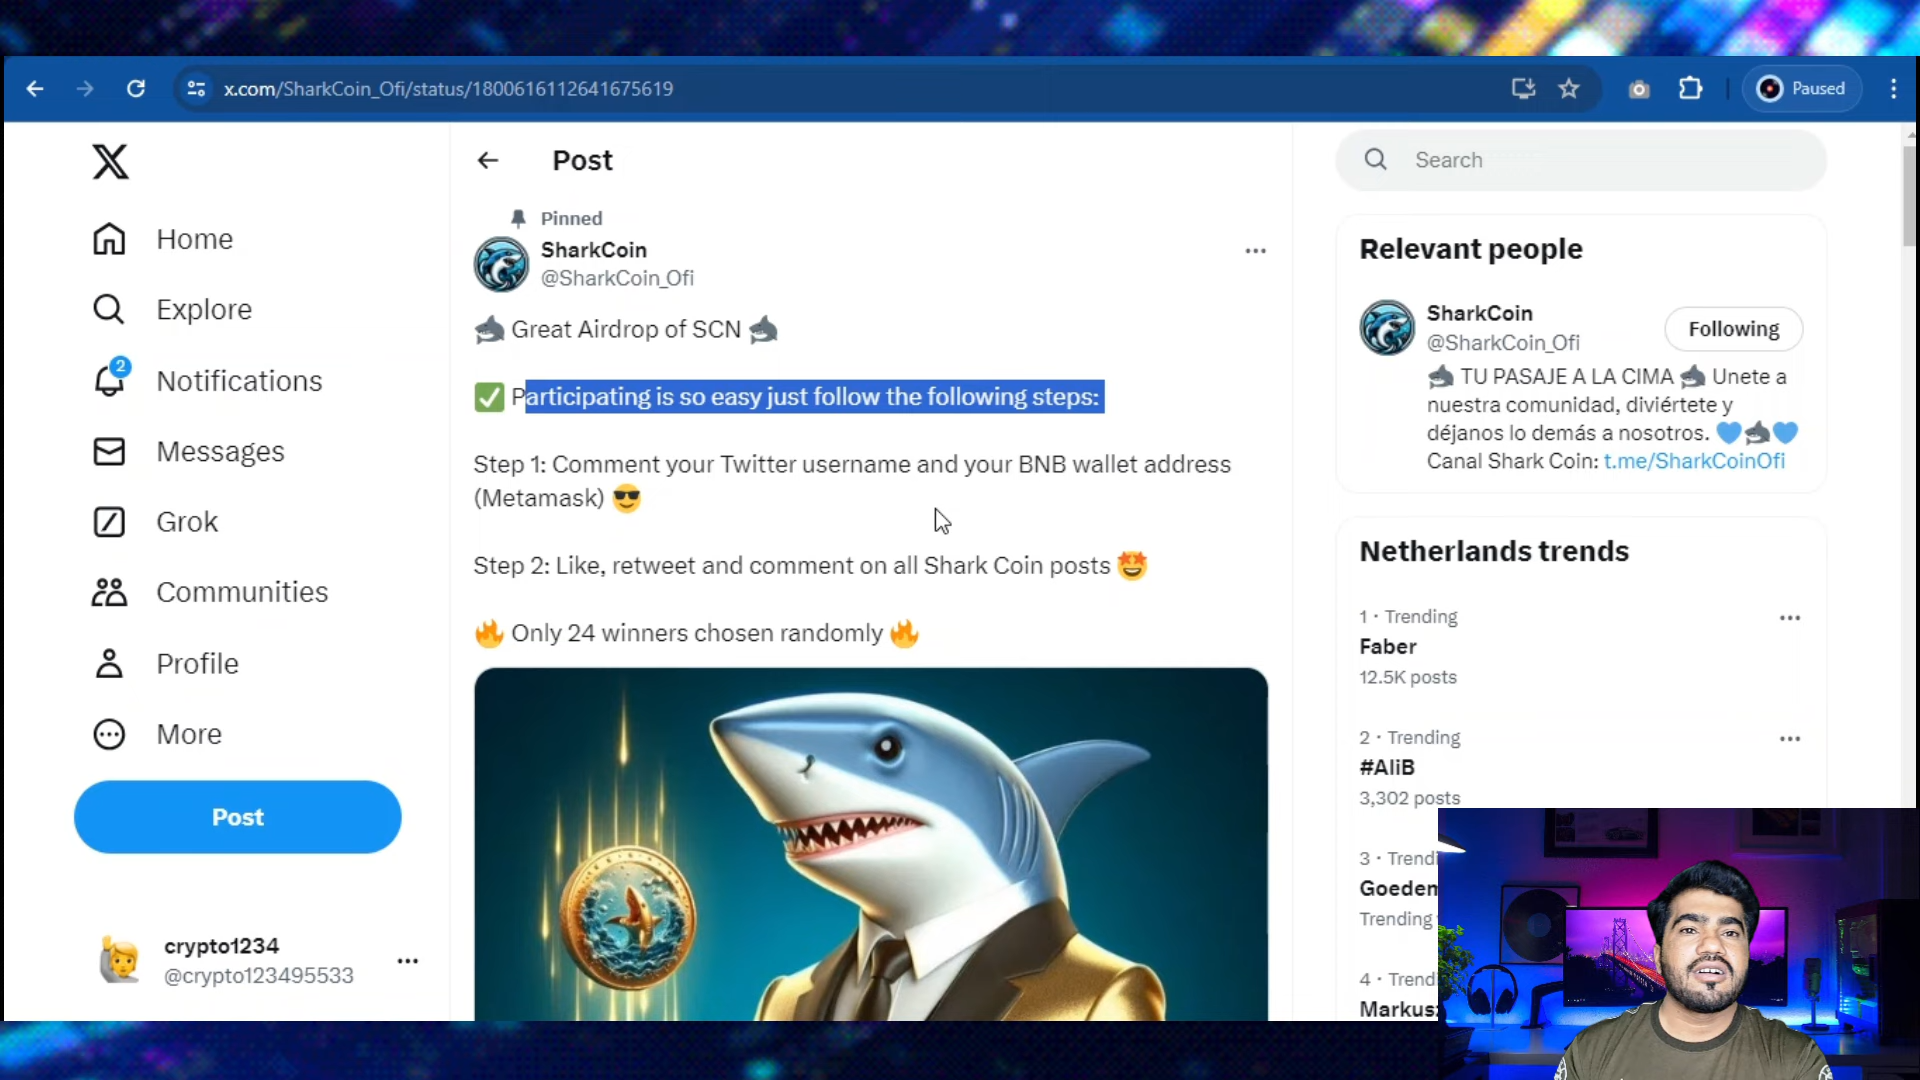 x.com/SharkCoin_Ofi/status/1800616112641675619
Paused
Home
Explore
2
Notifications
Messages
Grok
Communities
Profile
More
Post
crypto1234
@crypto123495533
Post
Pinned
SharkCoin
@SharkCoin_Ofi
🦈 Great Airdrop of SCN 🦈
✅ Participating is so easy just follow the following steps:
Step 1: Comment your Twitter username and your BNB wallet address
(Metamask) 😎
Step 2: Like, retweet and comment on all Shark Coin posts 🤩
🔥 Only 24 winners chosen randomly 🔥
Search
Relevant people
SharkCoin
@SharkCoin_Ofi
Following
🦈 TU PASAJE A LA CIMA 🦈 Unete a
nuestra comunidad, diviértete y
déjanos lo demás a nosotros. 💙🦈💙
Canal Shark Coin: t.me/SharkCoinOfi
Netherlands trends
1 · Trending
Faber
12.5K posts
2 · Trending
#AliB
3,302 posts
3 · Trendi
Goeden
Trending
4 · Trendi
Markus